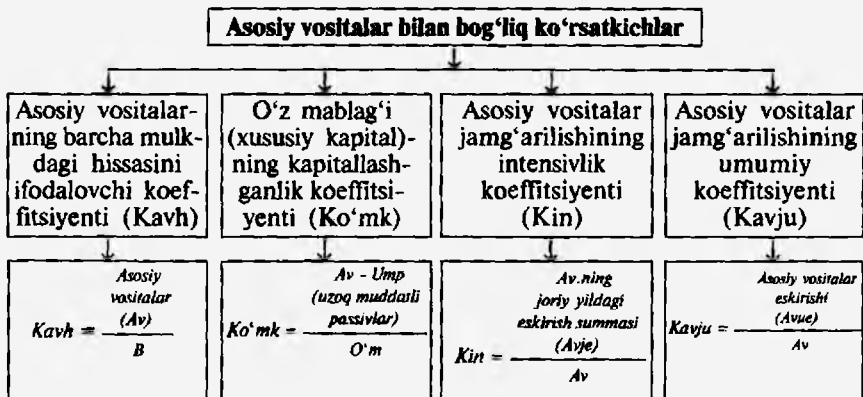 Asosiy vositalar bilan bog‘liq ko‘rsatkichlar
Asosiy vositalar-
ning barcha mulk-
dagi hissasini
ifodalovchi koef-
fitsiyenti (Kavh)
O‘z mablag‘i
(xususiy kapital)-
ning kapitallash-
ganlik koeffitsi-
yenti (Ko‘mk)
Asosiy vositalar
jamg‘arilishining
intensivlik
koeffitsiyenti
(Kin)
Asosiy vositalar
jamg‘arilishining
umumiy
koeffitsiyenti
(Kavju)
Asosiy
vositalar
(Av)
Kavh =
B
Av - Ump
(uzoq muddatli
passivlar)
Ko‘mk =
O‘m
Av.ning
joriy yildagi
eskirish summasi
(Avje)
Kin =
Av
Asosiy vositalar
eskirishi
(Avue)
Kavju =
Av